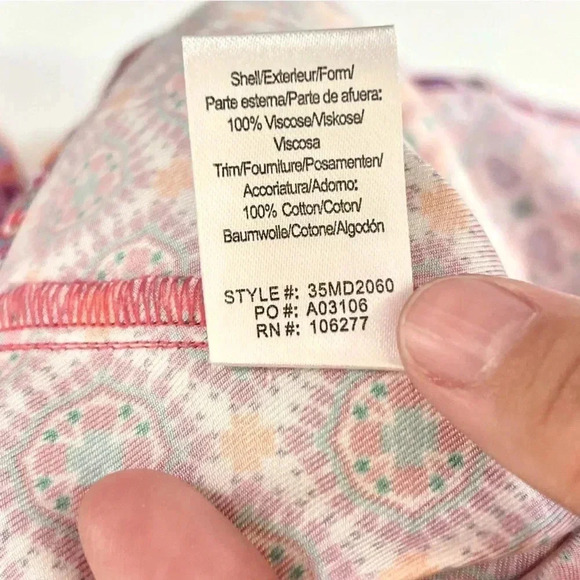 Shell/Exterieur/Form/
Parte esterna/Parte de afuera:
100% Viscose/Viskose/
Viscosa
Trim/Fourniture/Posamenten/
Accoriatura/Adorno:
100% Cotton/Coton/
Baumwolle/Cotone/Algodón
STYLE #: 35MD2060
PO #: A03106
RN #: 106277